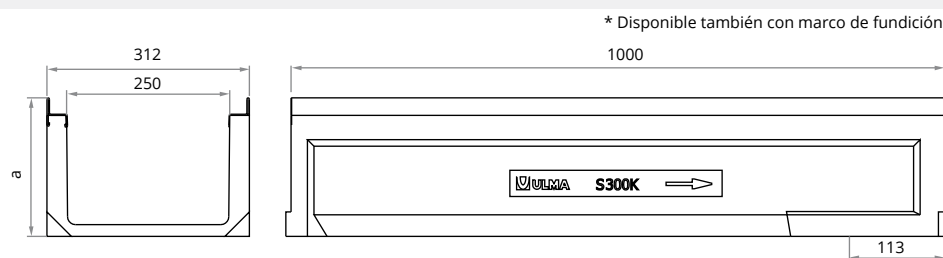 * Disponible también con marco de fundición
312
1000
250
a
ULMA S300K
113